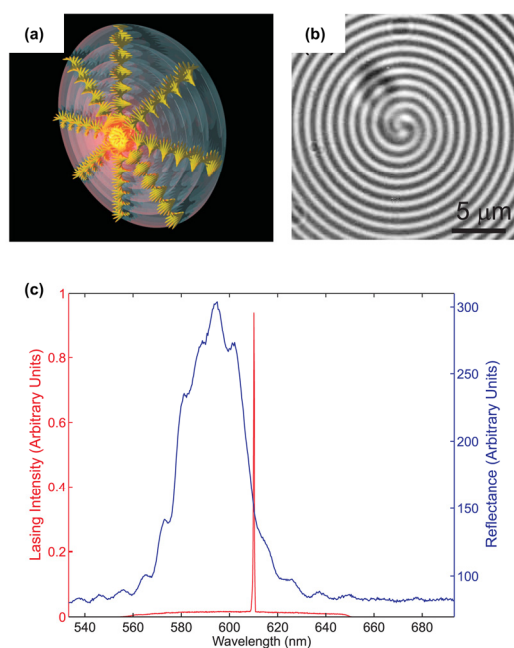 (a)
(b)
5 µm
(c)
Lasing Intensity (Arbitrary Units)
1
0.8
0.6
0.4
0.2
0
Reflectance (Arbitrary Units)
300
250
200
150
100
540 560 580 600 620 640 660 680
Wavelength (nm)